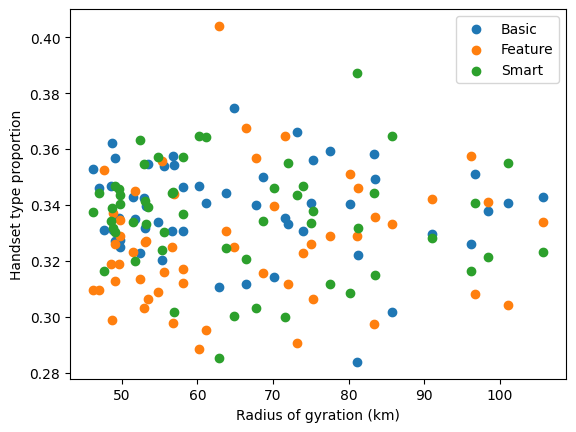 Basic
Feature
Smart
0.40
0.38
0.36
0.34
0.32
0.30
0.28
Handset type proportion
50 60 70 80 90 100
Radius of gyration (km)